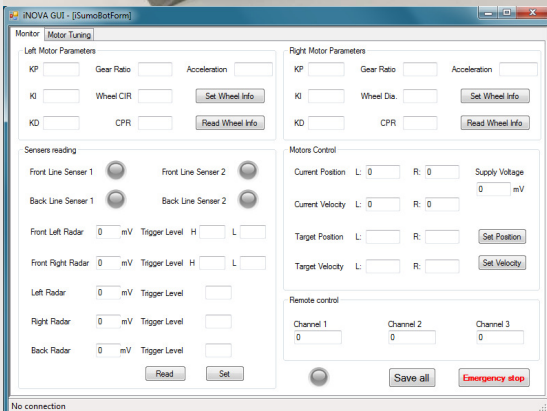 iNOVA GUI - [iSumoBotForm]
Monitor Motor Tuning
Left Motor Parameters
KP Gear Ratio Acceleration
KI Wheel CIR Set Wheel Info
KD CPR Read Wheel Info
Right Motor Parameters
KP Gear Ratio Acceleration
KI Wheel Dia. Set Wheel Info
KD CPR Read Wheel Info
Sensers reading
Front Line Senser 1 Front Line Senser 2
Back Line Senser 1 Back Line Senser 2
Front Left Radar 0 mV Trigger Level H L
Front Right Radar 0 mV Trigger Level H L
Left Radar 0 mV Trigger Level
Right Radar 0 mV Trigger Level
Back Radar 0 mV Trigger Level
Read Set
Motors Control
Current Position L: 0 R: 0 Supply Voltage
0 mV
Current Velocity L: 0 R: 0
Target Position L: R: Set Position
Target Velocity L: R: Set Velocity
Remote control
Channel 1 Channel 2 Channel 3
0 0 0
Save all Emergency stop
No connection